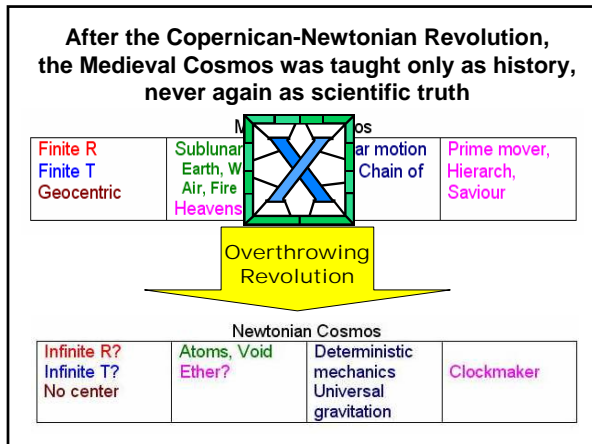 After the Copernican-Newtonian Revolution,
the Medieval Cosmos was taught only as history,
never again as scientific truth
Finite R
Finite T
Geocentric
Sublunar
Earth, W
Air, Fire
Heavens
X
motion
Chain of
Prime mover,
Hierarch,
Saviour
Overthrowing
Revolution
Newtonian Cosmos
Infinite R?
Infinite T?
No center
Atoms, Void
Ether?
Deterministic
mechanics
Universal
gravitation
Clockmaker